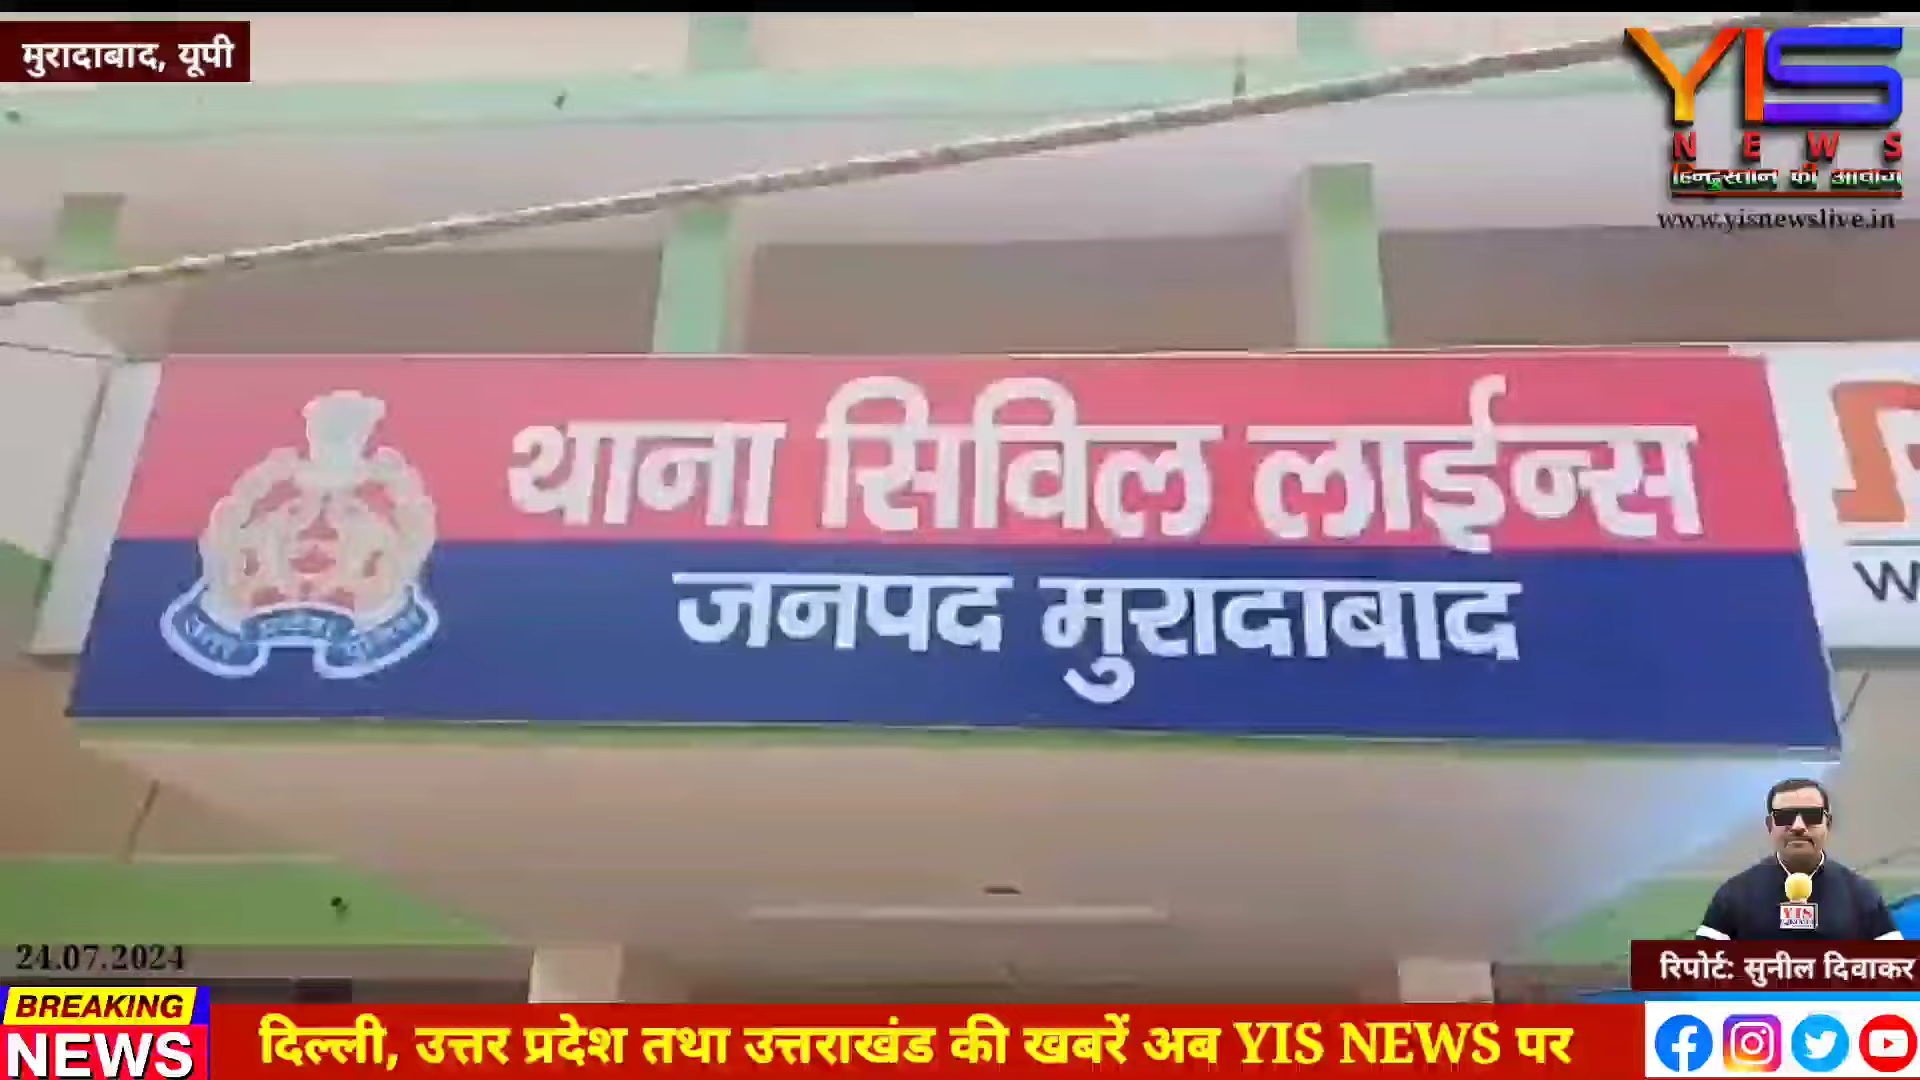 मुरादाबाद, यूपी
YIS
NEWS
हिन्दुस्तान की आवाज
www.yisnewslive.in
थाना सिविल लाईन्स
जनपद मुरादाबाद
W
YIS
24.07.2024
रिपोर्ट: सुनील दिवाकर
BREAKING
NEWS
दिल्ली, उत्तर प्रदेश तथा उत्तराखंड की खबरें अब YIS NEWS पर